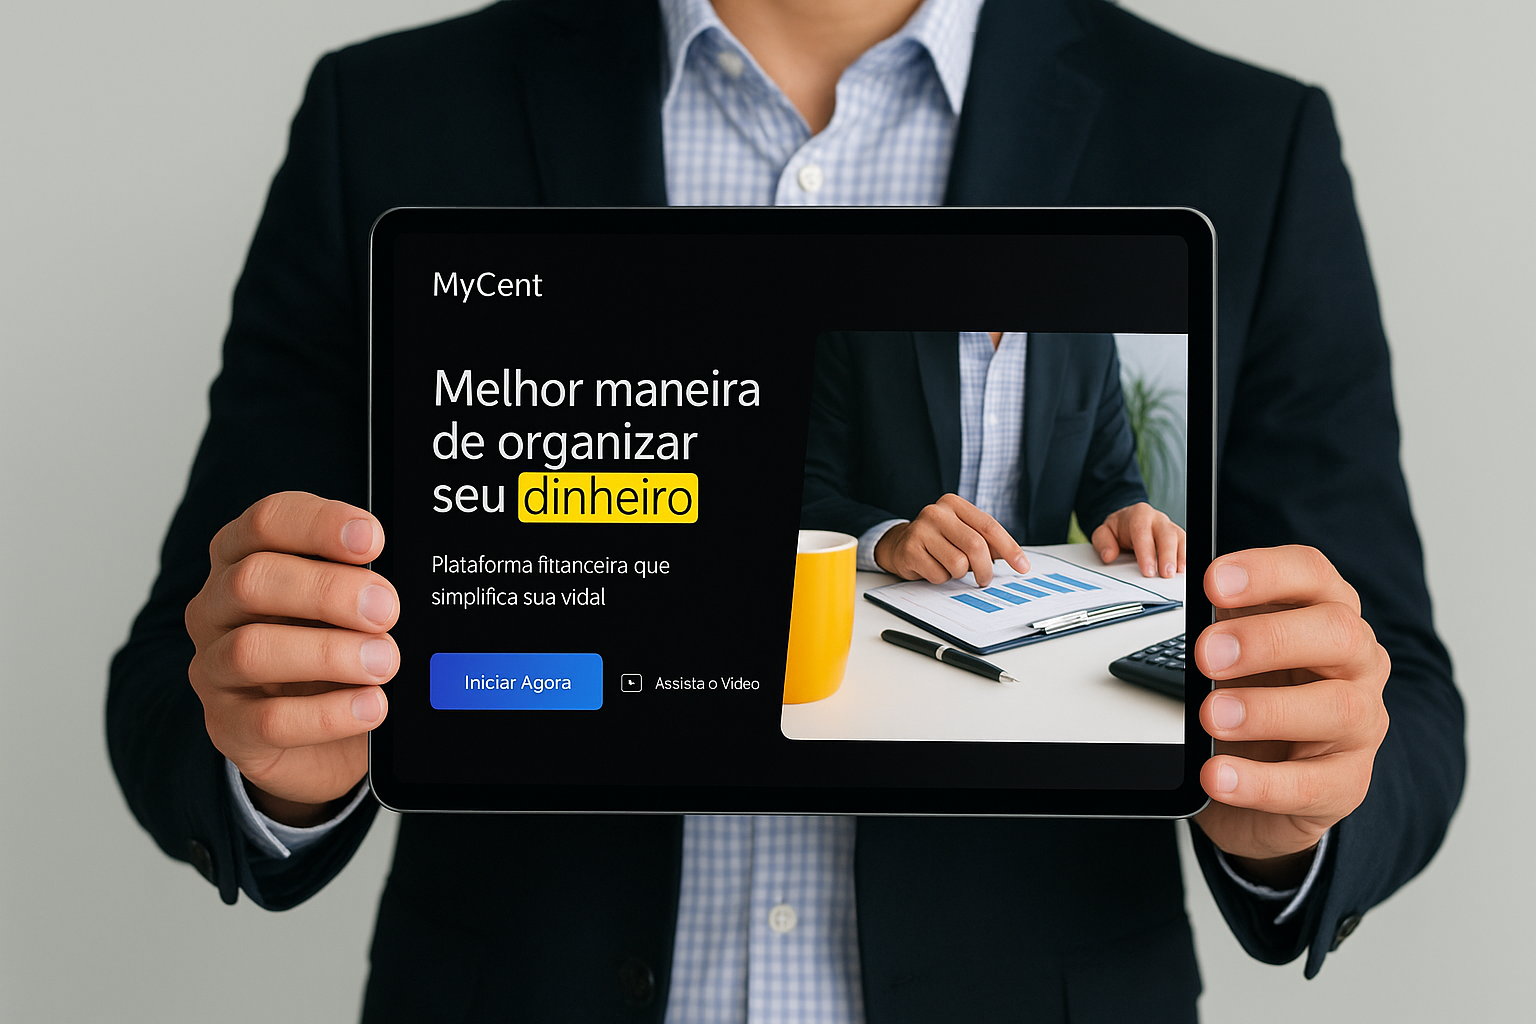 MyCent
Melhor maneira
de organizar
seu dinheiro
Plataforma fittanceira que
simplifica sua vidal
Iniciar Agora
Assista o Video